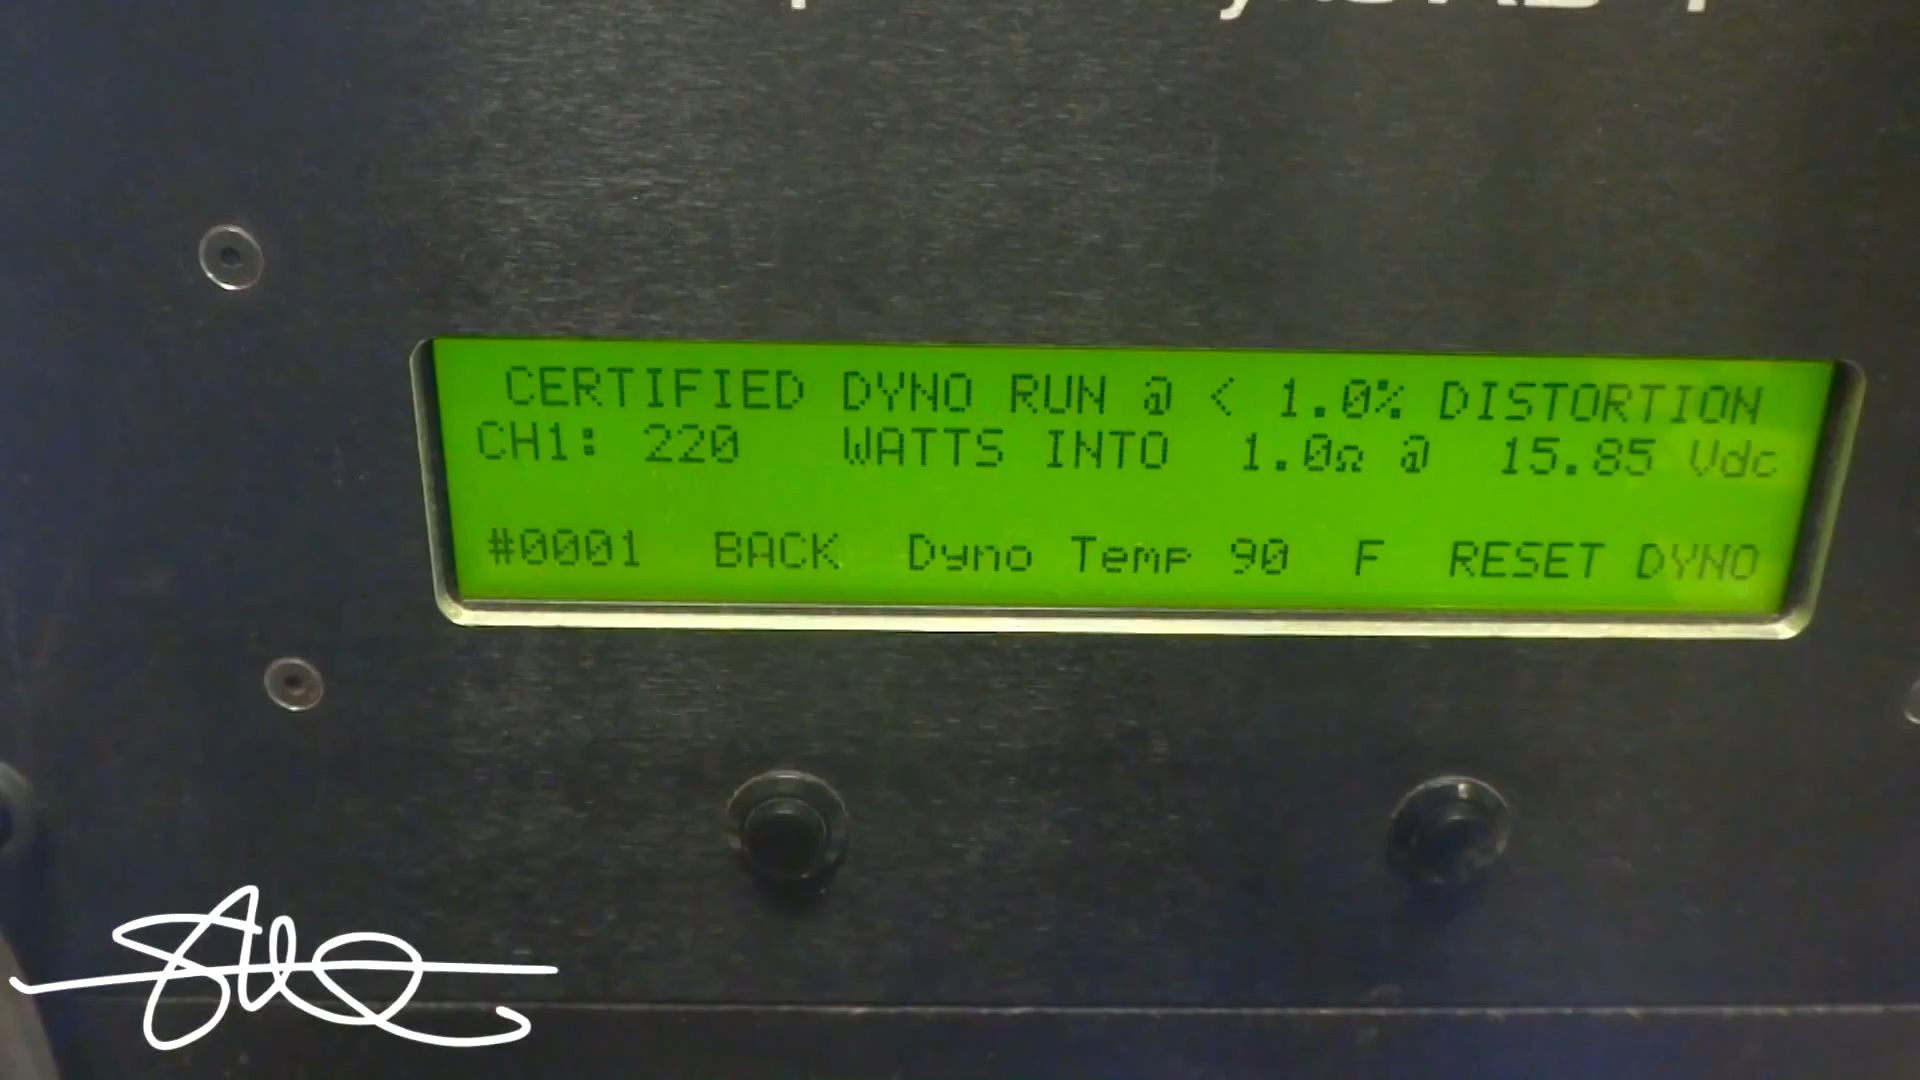 CERTIFIED DYNO RUN @ < 1.0% DISTORTION
CH1: 220 WATTS INTO 1.0Ω @ 15.85 Vdc
#0001 BACK Dyno Temp 90 F RESET DYNO